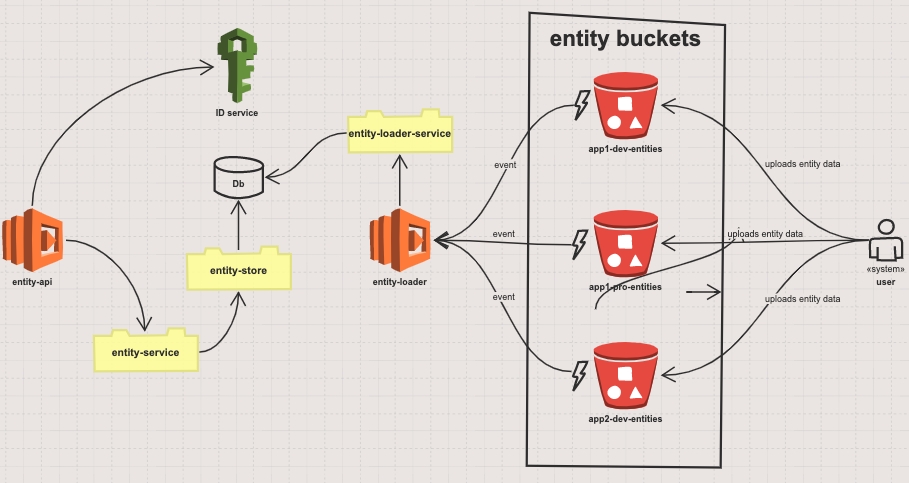 entity buckets
ID service
entity-loader-service
app1-dev-entities
event
uploads entity data
Db
event
uploads entity data
entity-api
entity-store
entity-loader
app1-pro-entities
«system»
user
event
uploads entity data
entity-service
app2-dev-entities